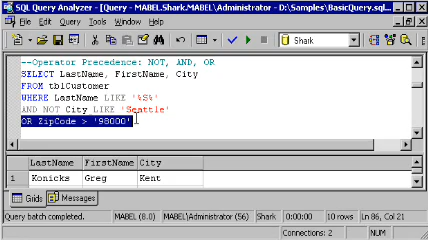 SQL Query Analyzer - [Query - MABEL.Shark.MABEL\Administrator - D:\Samples\BasicQuery.sql...
File Edit Query Tools Window Help
Shark
--Operator Precedence: NOT, AND, OR
SELECT LastName, FirstName, City
FROM tblCustomer
WHERE LastName LIKE '%S%'
AND NOT City LIKE 'Seattle'
OR ZipCode > '98000'
LastName FirstName City
1 Konicks Greg Kent
Grids Messages
Query batch completed. MABEL (8.0) MABEL\Administrator (56) Shark 0:00:00 10 rows Ln 86, Col 21
Connections: 2 NUM